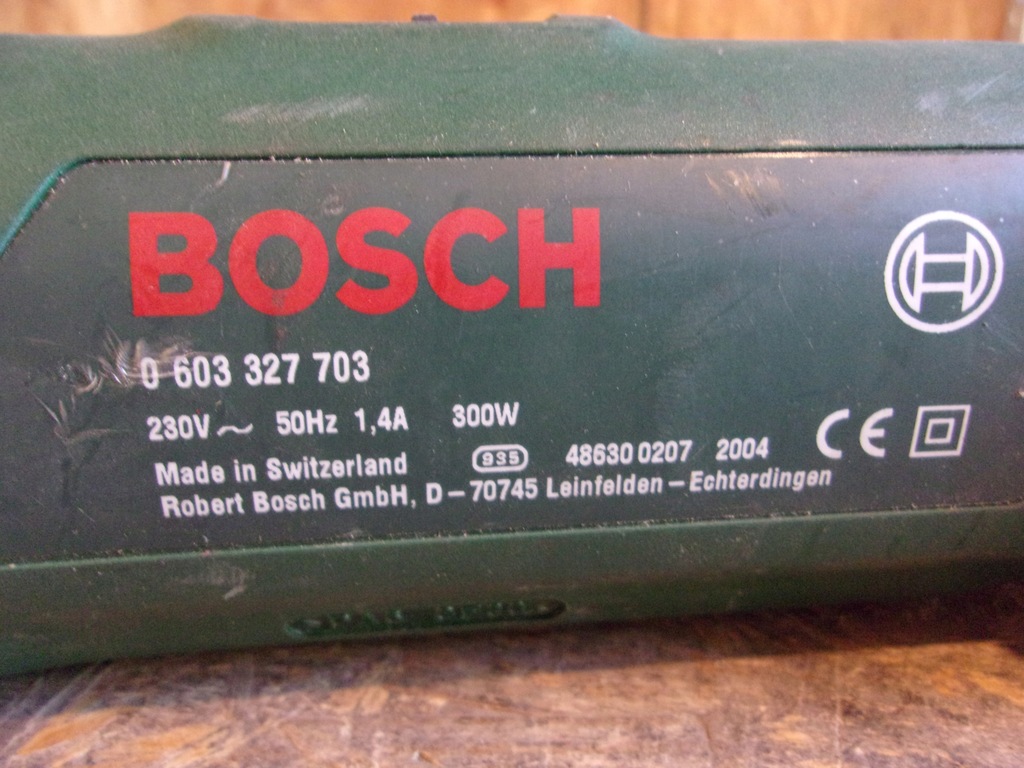 BOSCH
0 603 327 703
230V ~ 50Hz 1,4A 300W
Made in Switzerland 935 48630 0207 2004 CE
Robert Bosch GmbH, D-70745 Leinfelden-Echterdingen